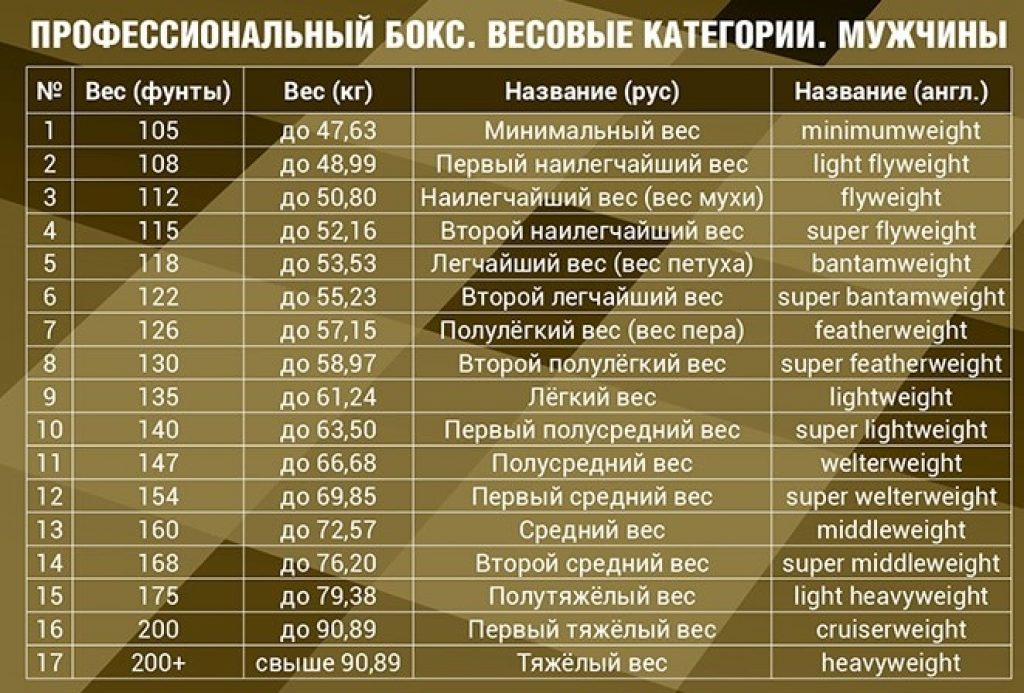 ПРОФЕССИОНАЛЬНЫЙ БОКС. ВЕСОВЫЕ КАТЕГОРИИ. МУЖЧИНЫ
№ Вес (фунты) Вес (кг) Название (рус) Название (англ.)
1 105 до 47,63 Минимальный вес minimumweight
2 108 до 48,99 Первый наилегчайший вес light flyweight
3 112 до 50,80 Наилегчайший вес (вес мухи) flyweight
4 115 до 52,16 Второй наилегчайший вес super flyweight
5 118 до 53,53 Легчайший вес (вес петуха) bantamweight
6 122 до 55,23 Второй легчайший вес super bantamweight
7 126 до 57,15 Полулёгкий вес (вес пера) featherweight
8 130 до 58,97 Второй полулёгкий вес super featherweight
9 135 до 61,24 Лёгкий вес lightweight
10 140 до 63,50 Первый полусредний вес super lightweight
11 147 до 66,68 Полусредний вес welterweight
12 154 до 69,85 Первый средний вес super welterweight
13 160 до 72,57 Средний вес middleweight
14 168 до 76,20 Второй средний вес super middleweight
15 175 до 79,38 Полутяжёлый вес light heavyweight
16 200 до 90,89 Первый тяжёлый вес cruiserweight
17 200+ свыше 90,89 Тяжёлый вес heavyweight